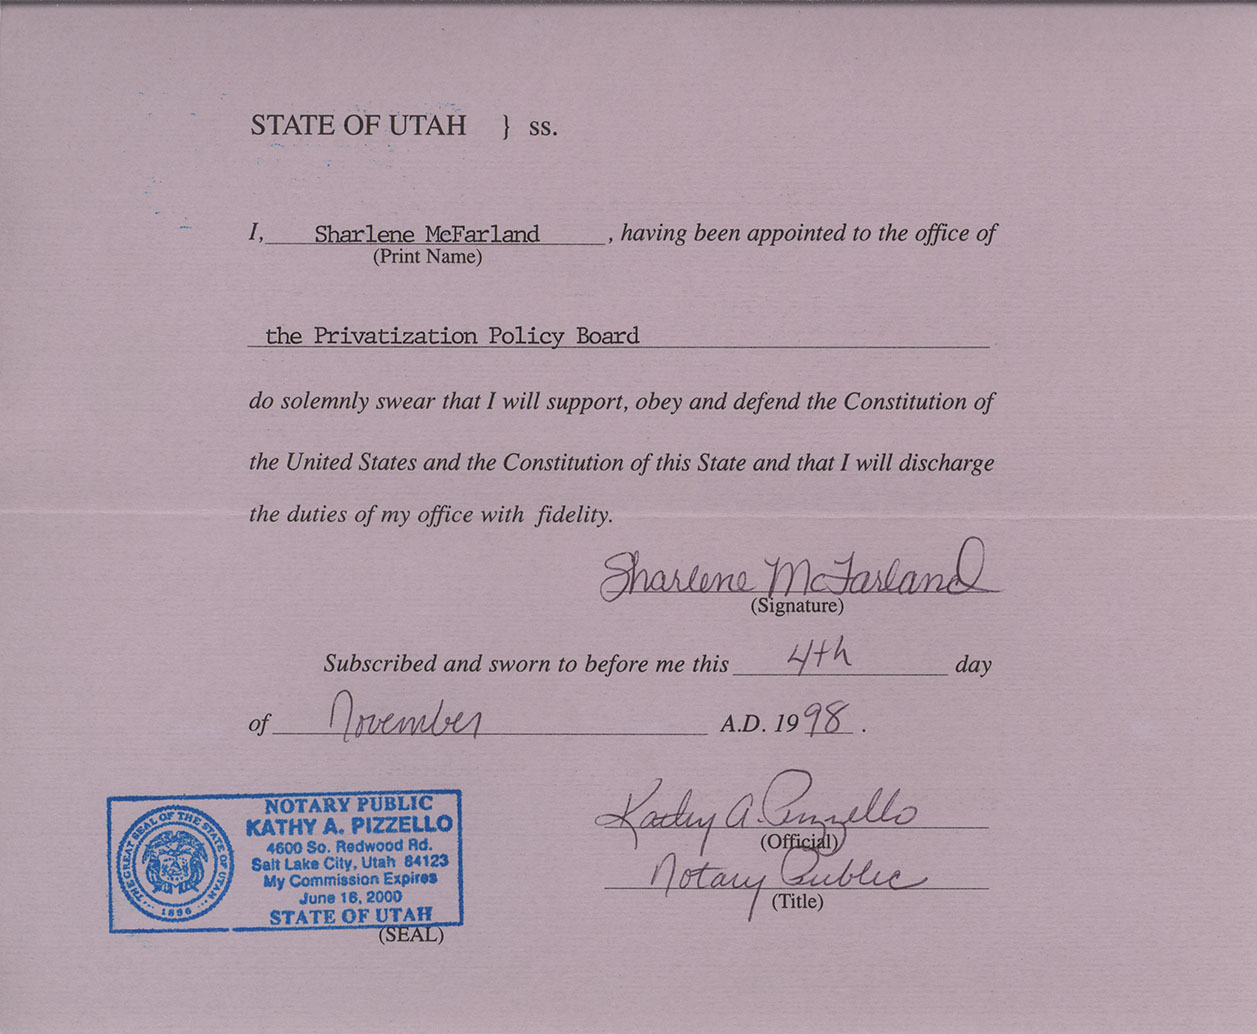 STATE OF UTAH } ss.
I, Sharlene McFarland , having been appointed to the office of
(Print Name)
the Privatization Policy Board
do solemnly swear that I will support, obey and defend the Constitution of
the United States and the Constitution of this State and that I will discharge
the duties of my office with fidelity.
Sharlene McFarland
(Signature)
Subscribed and sworn to before me this 4th day
of November A.D. 1998.
Kathy A. Pizzello
(Official)
Notary Public
(Title)
THE GREAT SEAL OF THE STATE OF UTAH
1896
NOTARY PUBLIC
KATHY A. PIZZELLO
4600 So. Redwood Rd.
Salt Lake City, Utah 84123
My Commission Expires
June 16, 2000
STATE OF UTAH
(SEAL)